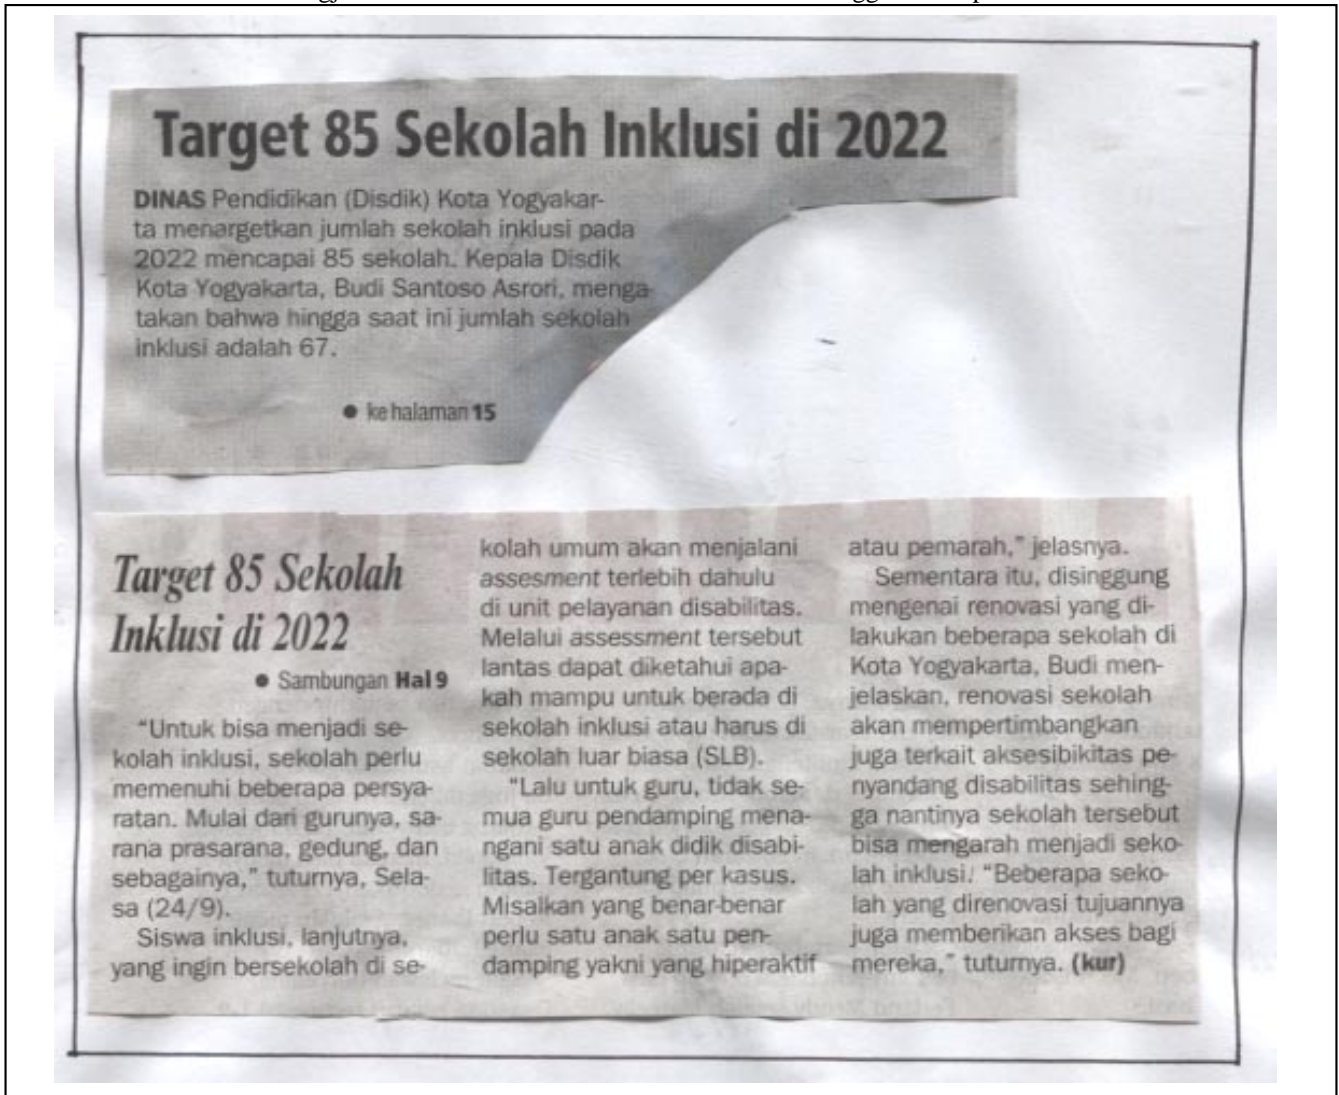 Target 85 Sekolah Inklusi di 2022
DINAS Pendidikan (Disdik) Kota Yogyakar-
ta menargetkan jumlah sekolah inklusi pada
2022 mencapai 85 sekolah. Kepala Disdik
Kota Yogyakarta, Budi Santoso Asrori, menga-
takan bahwa hingga saat ini jumlah sekolah
inklusi adalah 67.
● ke halaman 15
Target 85 Sekolah
Inklusi di 2022
● Sambungan Hal 9
“Untuk bisa menjadi se-
kolah inklusi, sekolah perlu
memenuhi beberapa persya-
ratan. Mulai dari gurunya, sa-
rana prasarana, gedung, dan
sebagainya,” tuturnya, Sela-
sa (24/9).
Siswa inklusi, lanjutnya,
yang ingin bersekolah di se-
kolah umum akan menjalani
assesment terlebih dahulu
di unit pelayanan disabilitas.
Melalui assessment tersebut
lantas dapat diketahui apa-
kah mampu untuk berada di
sekolah inklusi atau harus di
sekolah luar biasa (SLB).
“Lalu untuk guru, tidak se-
mua guru pendamping mena-
ngani satu anak didik disabi-
litas. Tergantung per kasus.
Misalkan yang benar-benar
perlu satu anak satu pen-
damping yakni yang hiperaktif
atau pemarah,” jelasnya.
Sementara itu, disinggung
mengenai renovasi yang di-
lakukan beberapa sekolah di
Kota Yogyakarta, Budi men-
jelaskan, renovasi sekolah
akan mempertimbangkan
juga terkait aksesibikitas pe-
nyandang disabilitas sehing-
ga nantinya sekolah tersebut
bisa mengarah menjadi seko-
lah inklusi. “Beberapa seko-
lah yang direnovasi tujuannya
juga memberikan akses bagi
mereka,” tuturnya. (kur)